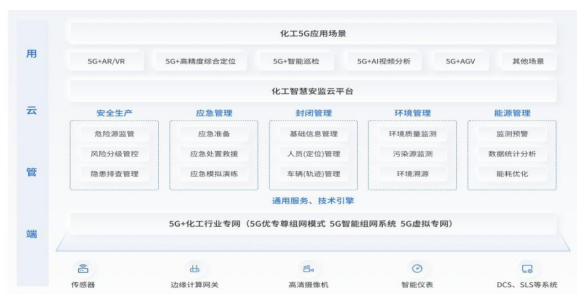 用
云
管
端
化工5G应用场景
5G+AR/VR
5G+高精度综合定位
5G+智能巡检
5G+AI视频分析
5G+AGV
其他场景
化工智慧安监云平台
安全生产
应急管理
封闭管理
环境管理
能源管理
危险源监管
应急准备
基础信息管理
环境质量监测
监测预警
风险分级管控
应急处置救援
人员(定位)管理
污染源监测
数据统计分析
隐患排查管理
应急模拟演练
车辆(轨迹)管理
环境溯源
能耗优化
通用服务、技术引擎
5G+化工行业专网（5G优专尊组网模式 5G智能组网系统 5G虚拟专网）
传感器
边缘计算网关
高清摄像机
智能仪表
DCS、SLS等系统